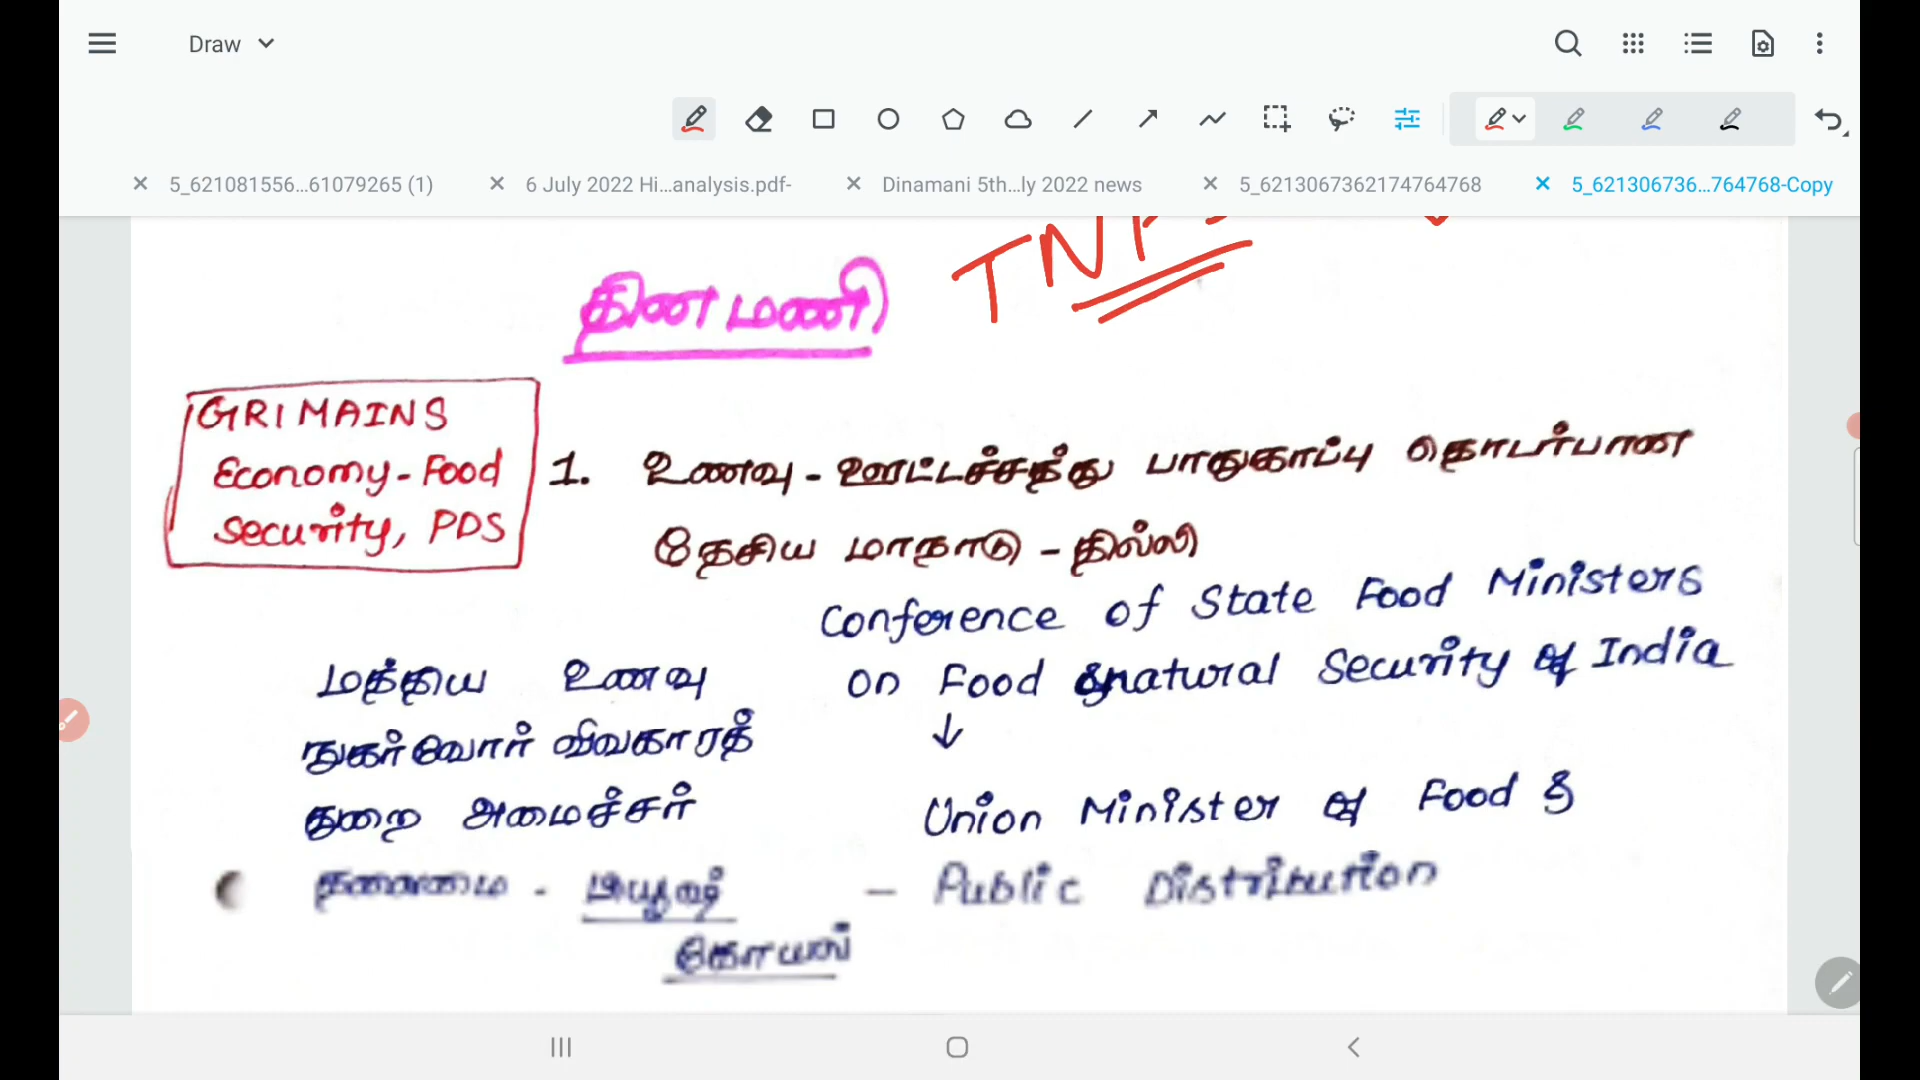 Draw
5_621081556...61079265 (1)
6 July 2022 Hi...analysis.pdf-
Dinamani 5th...ly 2022 news
5_6213067362174764768
5_621306736...764768-Copy
தினமணி
GRI MAINS
Economy - Food
Security, PDS
1. உணவு - ஊட்டச்சத்து பாதுகாப்பு தொடர்பான
தேசிய மாநாடு - தில்லி
Conference of State Food Ministers
on Food & natural Security of India
மத்திய உணவு
நுகர்வோர் விவகாரத்
துறை அமைச்சர்
தலைமை - பியூஷ்
கோயல்
↓
Union Minister of Food &
- Public Distribution